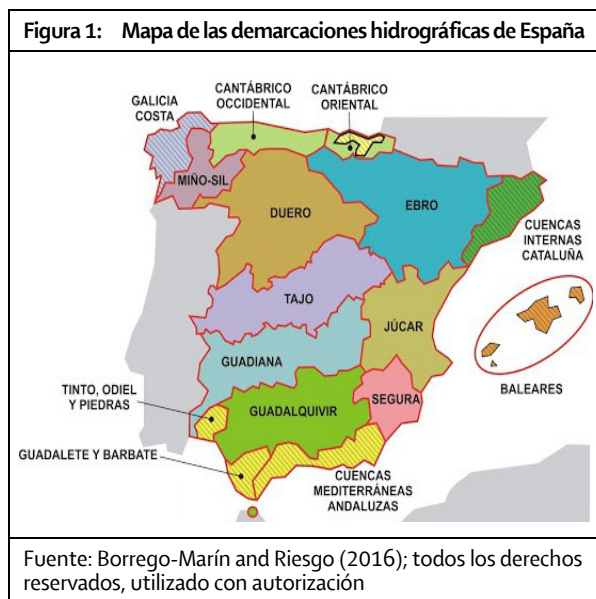 Figura 1: Mapa de las demarcaciones hidrográficas de España
CANTÁBRICO
OCCIDENTAL
CANTÁBRICO
ORIENTAL
GALICIA
COSTA
MIÑO-SIL
DUERO
EBRO
CUENCAS
INTERNAS
CATALUÑA
TAJO
JÚCAR
GUADIANA
BALEARES
TINTO, ODIEL
Y PIEDRAS
GUADALQUIVIR
SEGURA
GUADALETE Y BARBATE
CUENCAS
MEDITERRÁNEAS
ANDALUZAS
Fuente: Borrego-Marín and Riesgo (2016); todos los derechos
reservados, utilizado con autorización